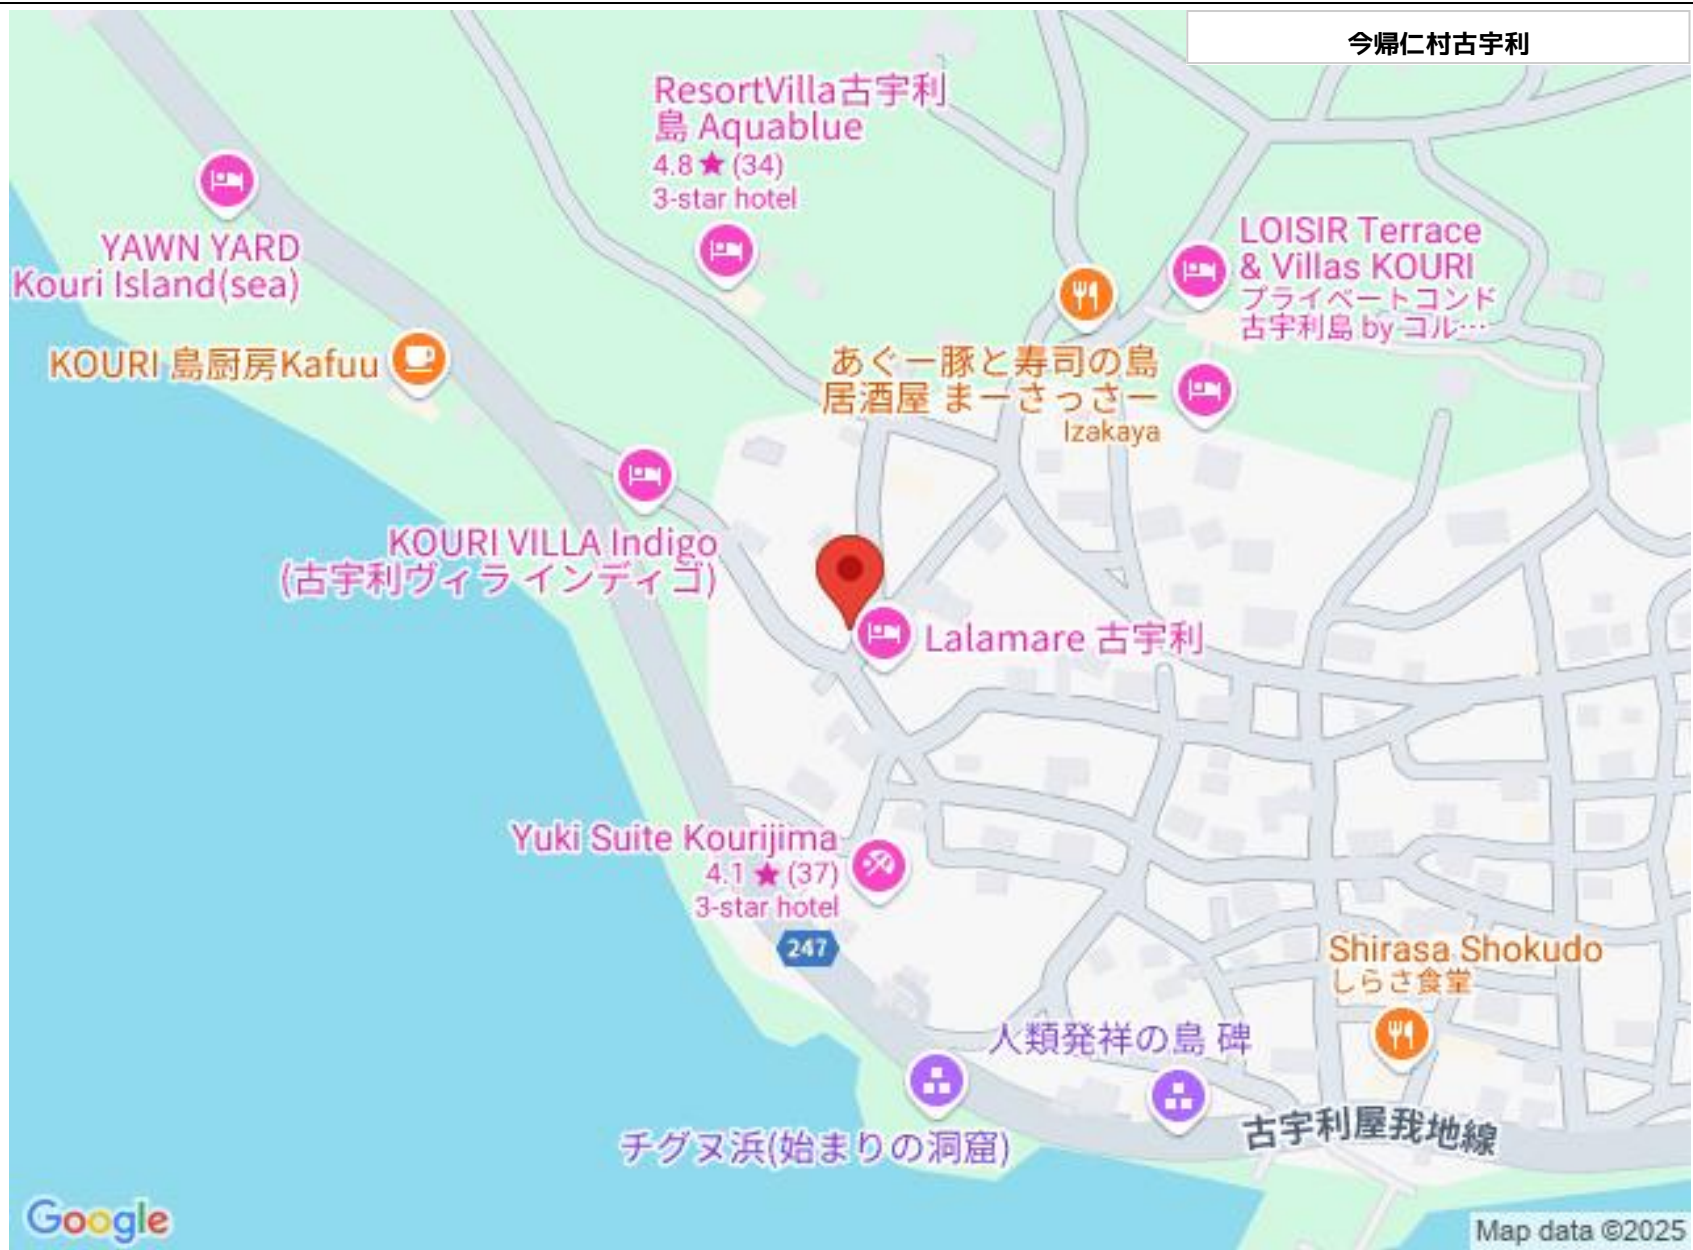 今帰仁村古宇利
ResortVilla古宇利
島 Aquablue
4.8 ★ (34)
3-star hotel
YAWN YARD
Kouri Island(sea)
LOISIR Terrace
& Villas KOURI
プライベートコンド
古宇利島 by コル…
KOURI 島厨房Kafuu
あぐー豚と寿司の島
居酒屋 まーさっさー
Izakaya
KOURI VILLA Indigo
(古宇利ヴィラ インディゴ)
Lalamare 古宇利
Yuki Suite Kourijima
4.1 ★ (37)
3-star hotel
247
Shirasa Shokudo
しらさ食堂
人類発祥の島 碑
チグヌ浜(始まりの洞窟)
古宇利屋我地線
Google
Map data ©2025